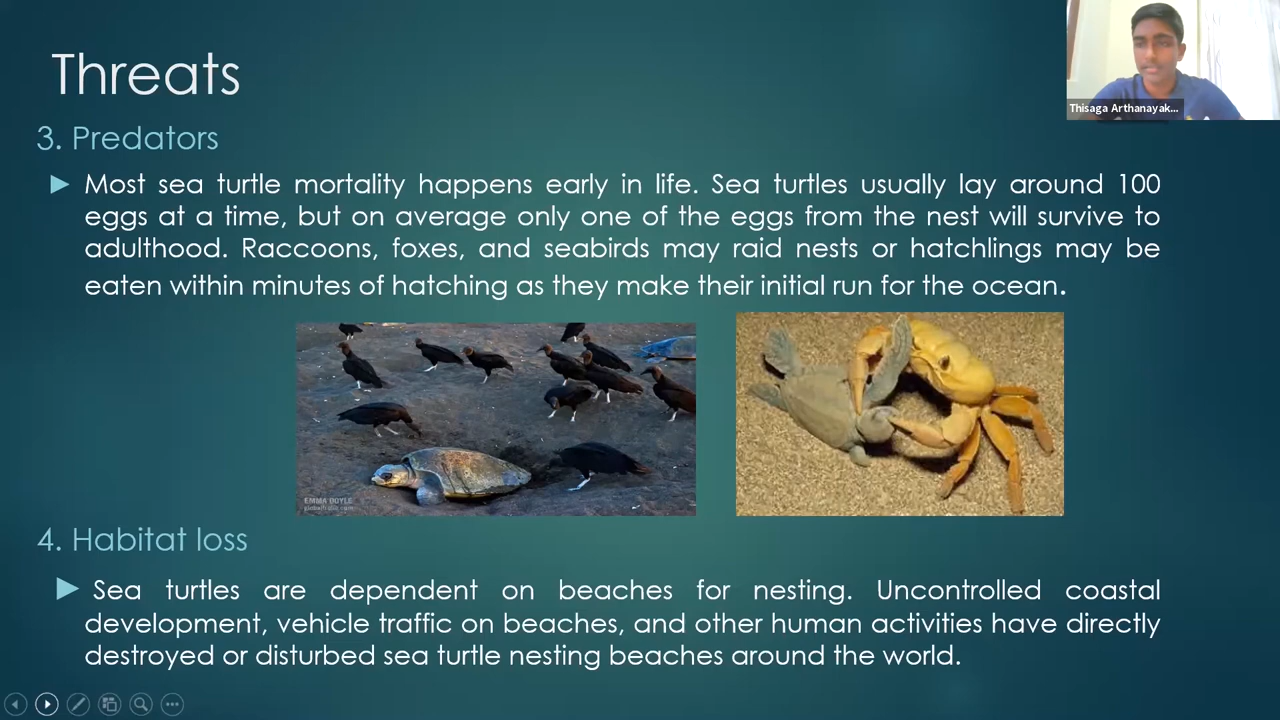 Threats
Thisaga Arthanayak...
3. Predators
Most sea turtle mortality happens early in life. Sea turtles usually lay around 100
eggs at a time, but on average only one of the eggs from the nest will survive to
adulthood. Raccoons, foxes, and seabirds may raid nests or hatchlings may be
eaten within minutes of hatching as they make their initial run for the ocean.
EMMA DOYLE
4. Habitat loss
Sea turtles are dependent on beaches for nesting. Uncontrolled coastal
development, vehicle traffic on beaches, and other human activities have directly
destroyed or disturbed sea turtle nesting beaches around the world.